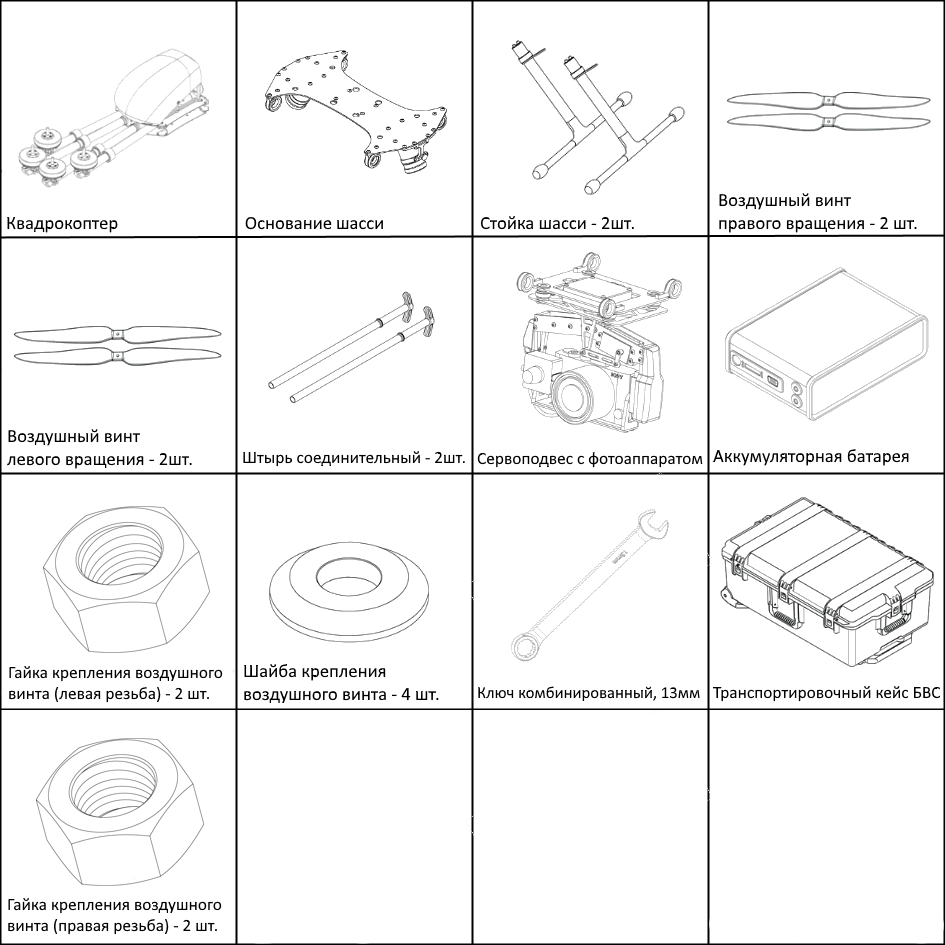 Квадрокоптер
Основание шасси
Стойка шасси - 2шт.
Воздушный винт
правого вращения - 2 шт.
Воздушный винт
левого вращения - 2шт.
Штырь соединительный - 2шт.
SONY
Сервоподвес с фотоаппаратом
Аккумуляторная батарея
Гайка крепления воздушного
винта (левая резьба) - 2 шт.
Шайба крепления
воздушного винта - 4 шт.
13mm
Ключ комбинированный, 13мм
Транспортировочный кейс БВС
Гайка крепления воздушного
винта (правая резьба) - 2 шт.